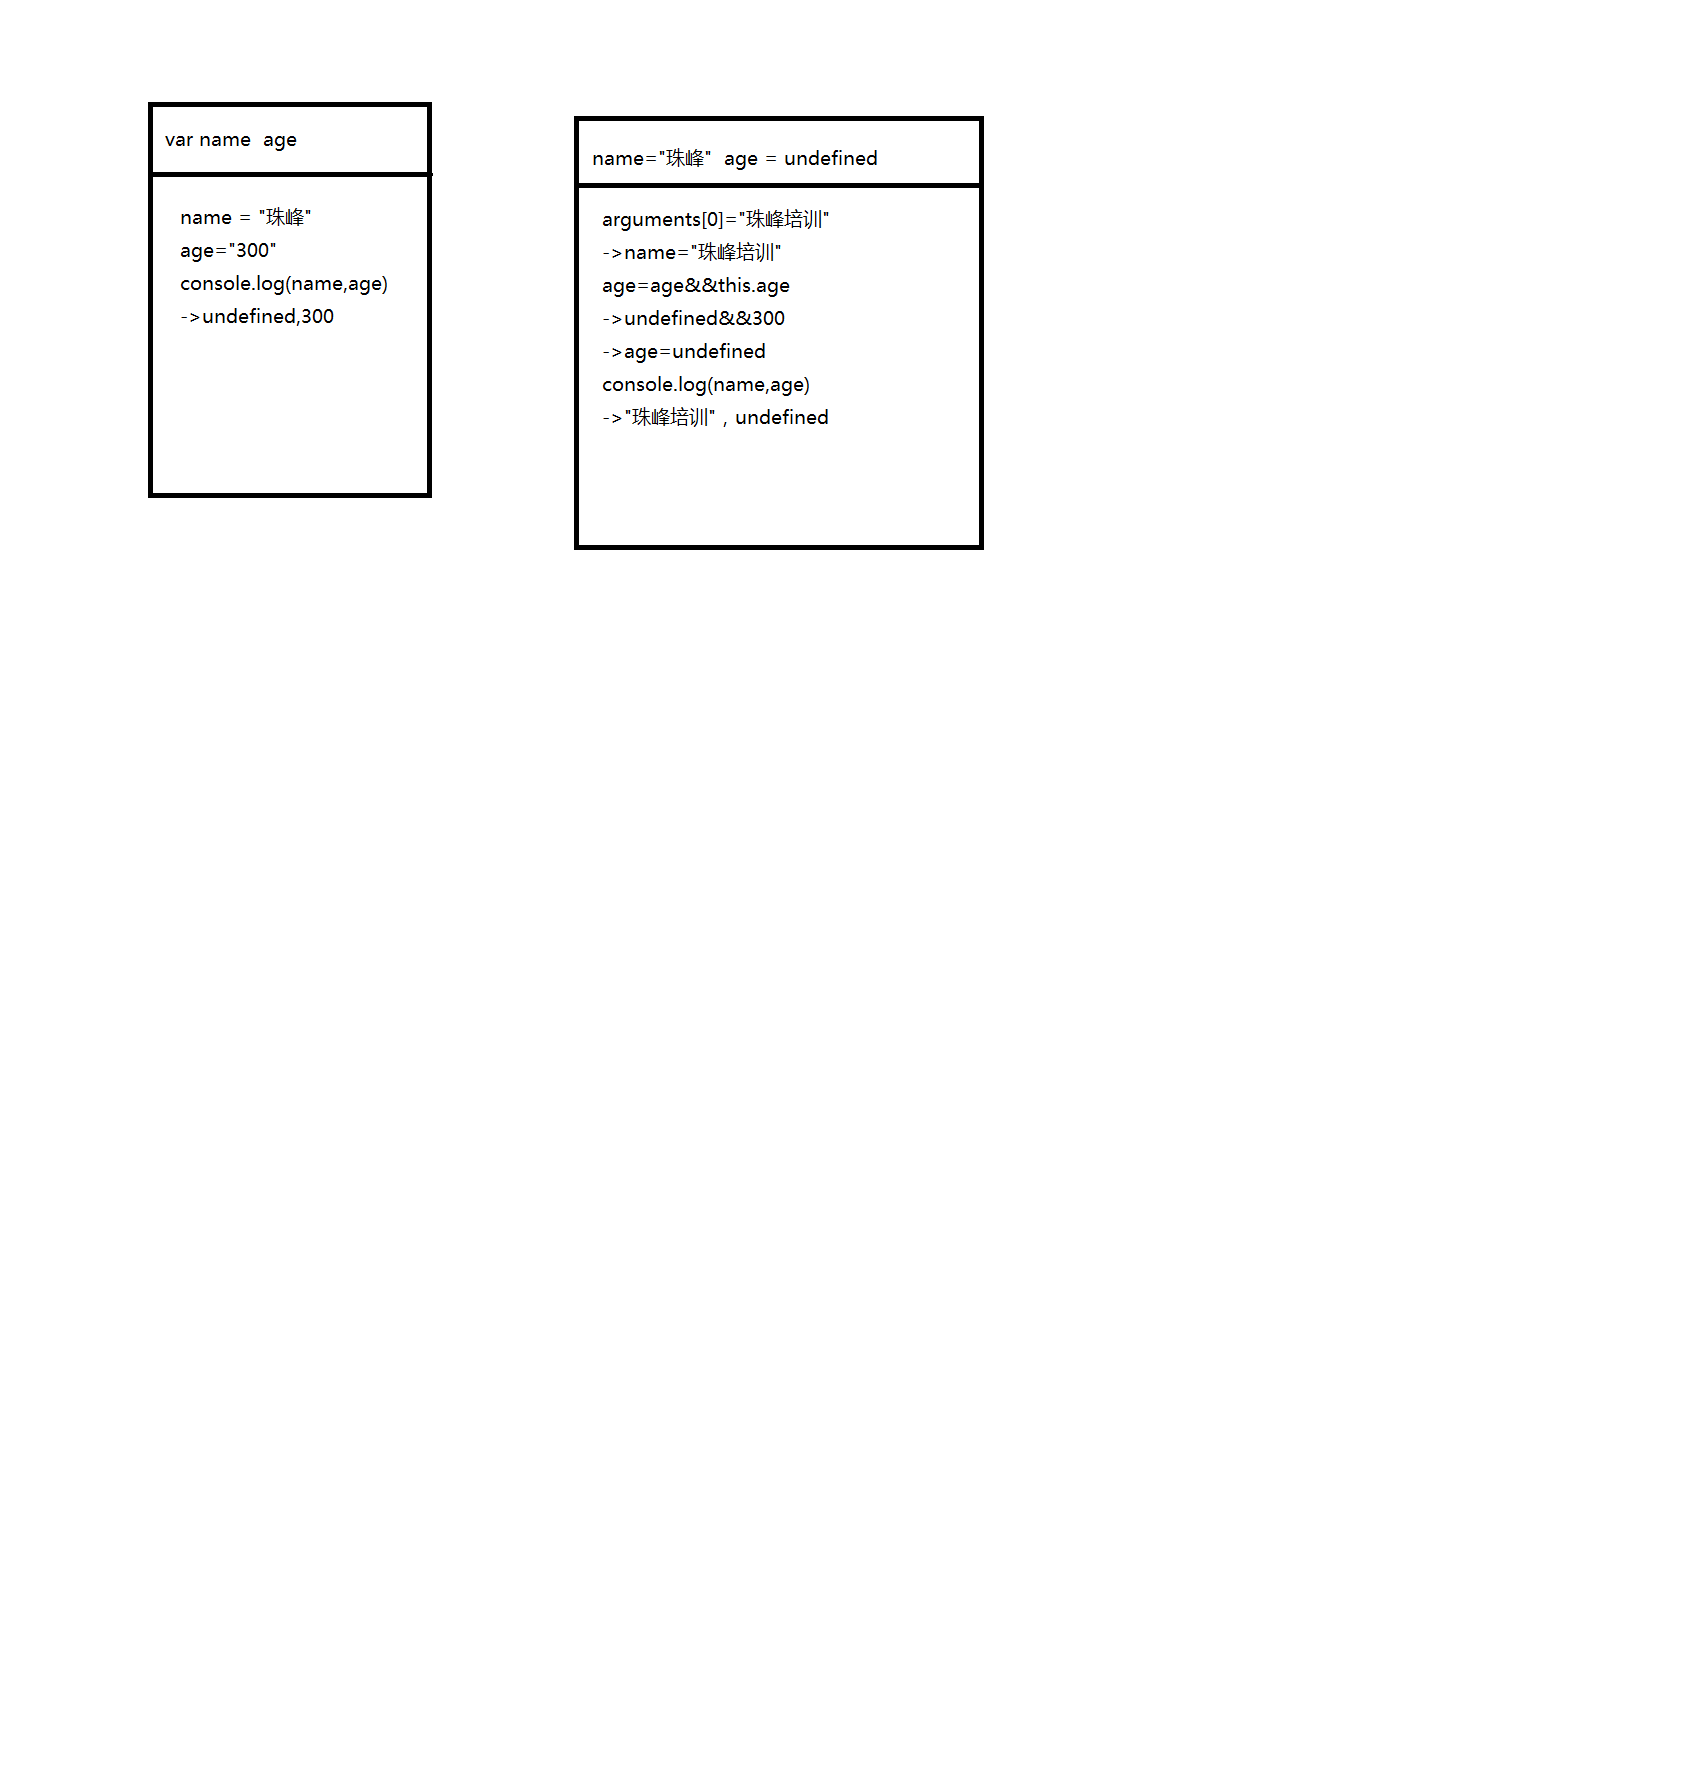 var name  age
name = "珠峰"
age="300"
console.log(name,age)
->undefined,300
name="珠峰"  age = undefined
arguments[0]="珠峰培训"
->name="珠峰培训"
age=age&&this.age
->undefined&&300
->age=undefined
console.log(name,age)
->"珠峰培训" , undefined